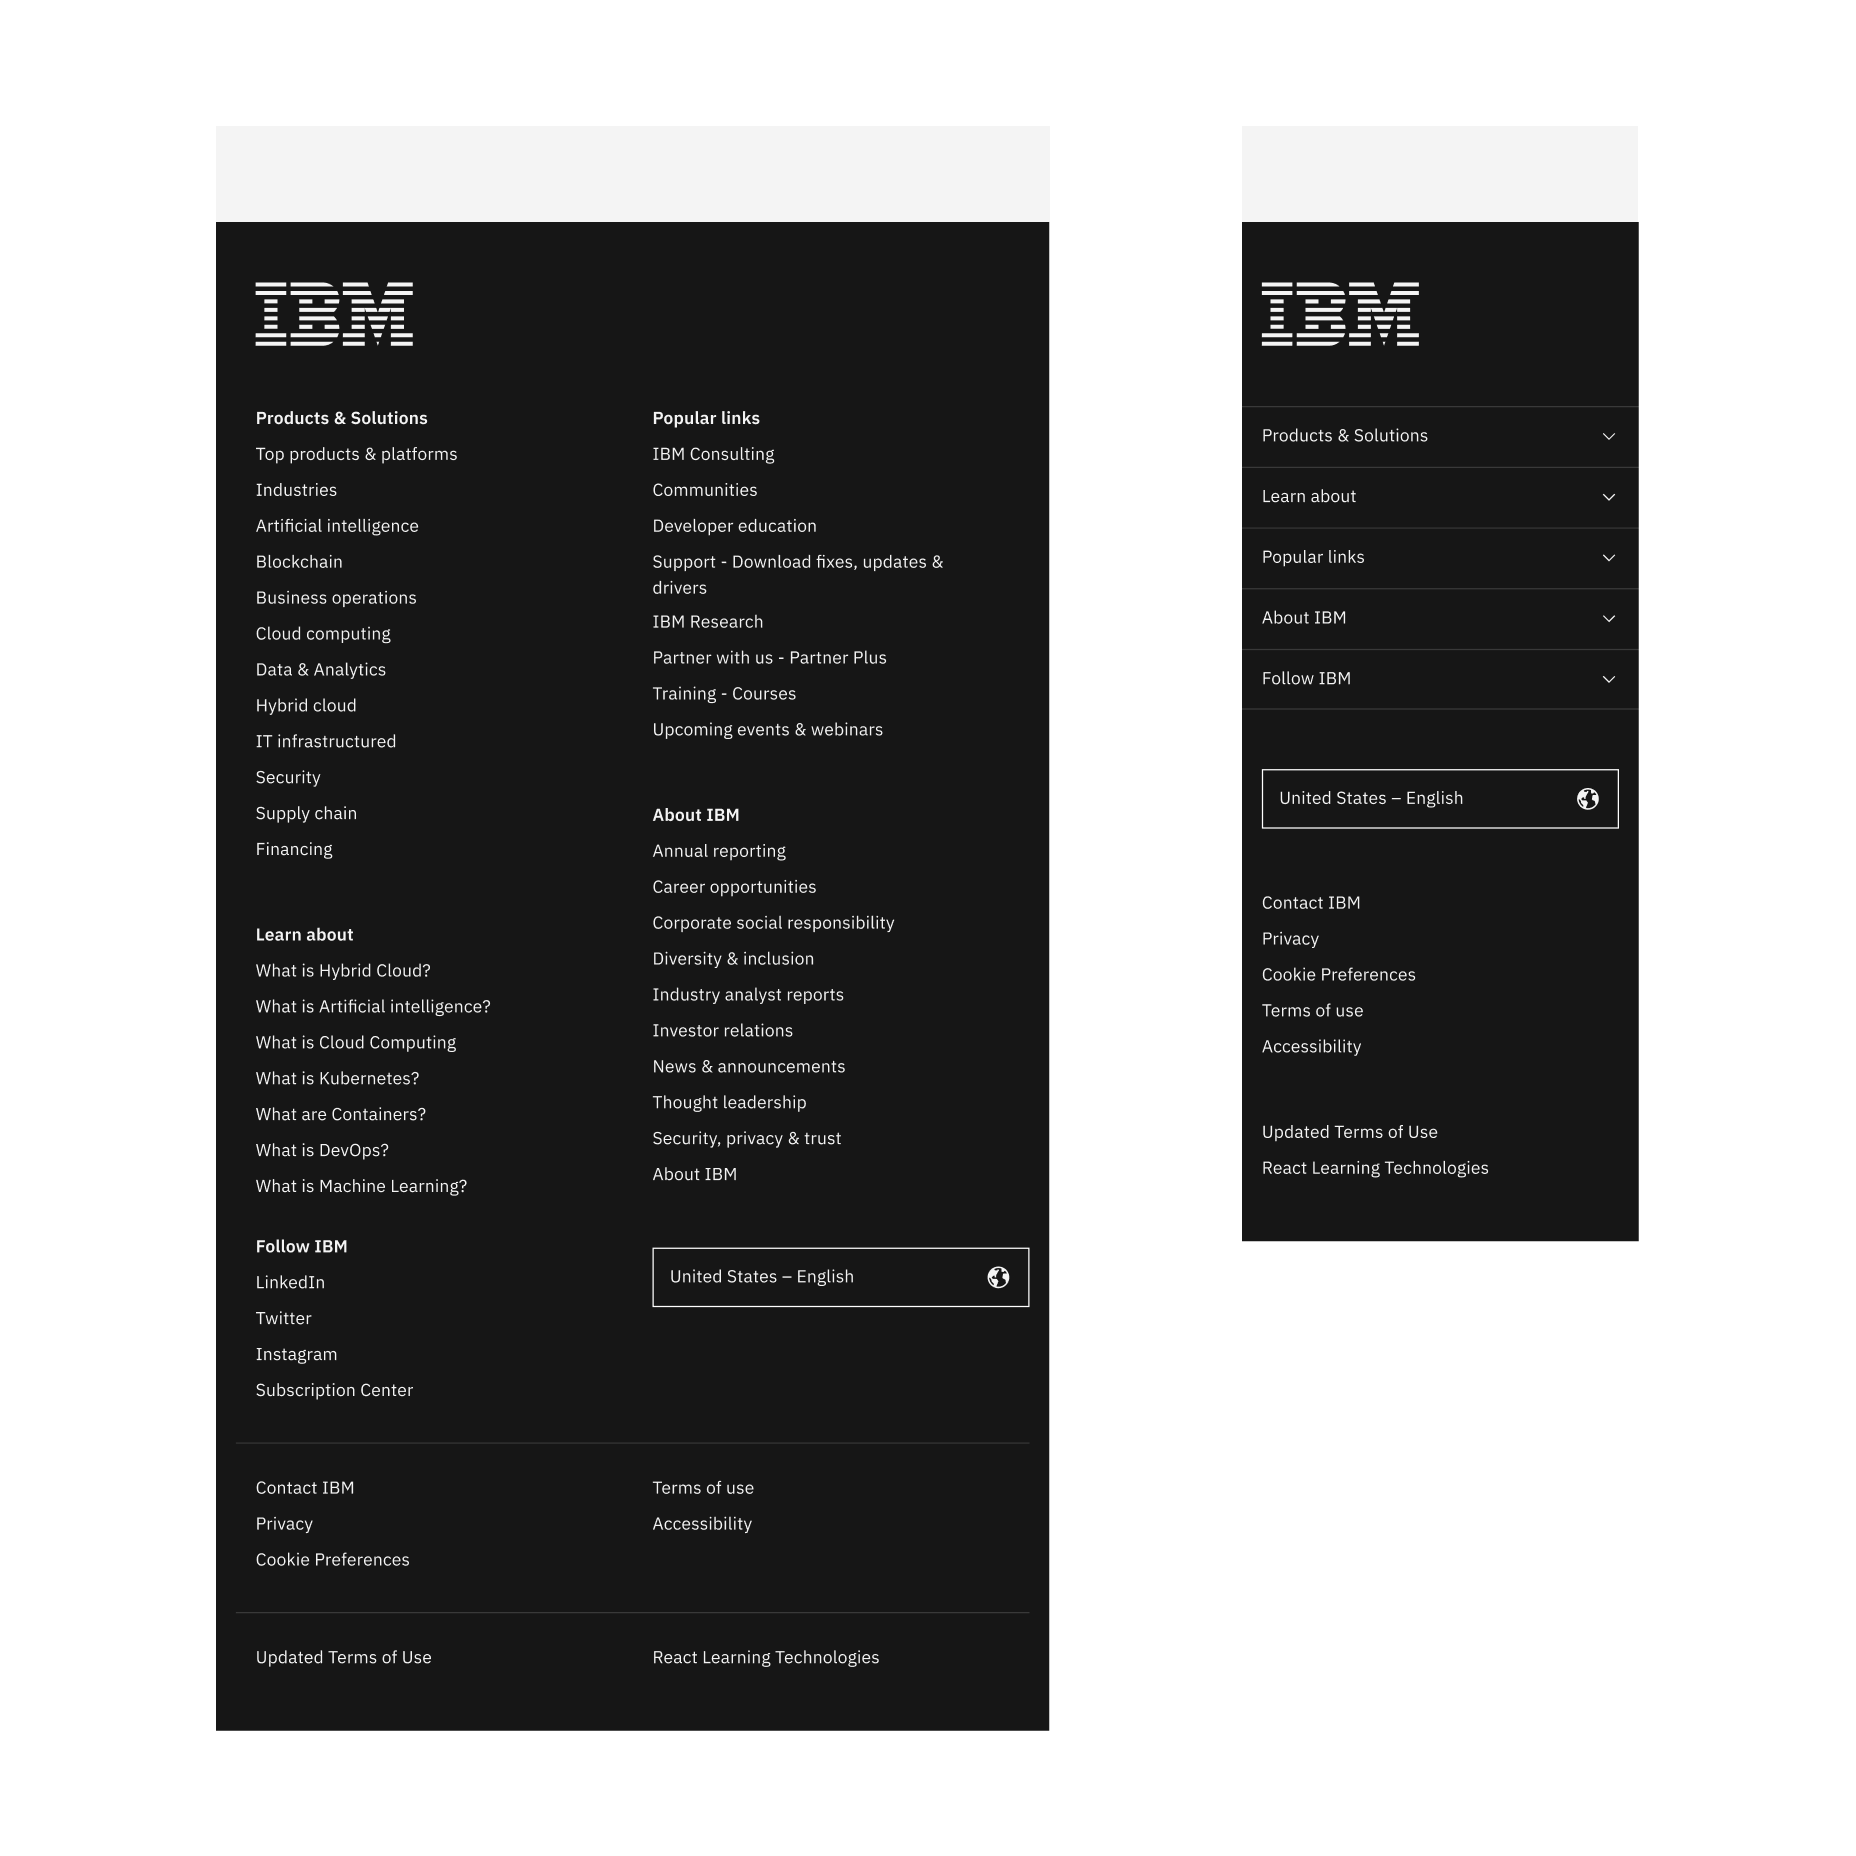 IBM
Products & Solutions
Top products & platforms
Industries
Artificial intelligence
Blockchain
Business operations
Cloud computing
Data & Analytics
Hybrid cloud
IT infrastructured
Security
Supply chain
Financing
Learn about
What is Hybrid Cloud?
What is Artificial intelligence?
What is Cloud Computing
What is Kubernetes?
What are Containers?
What is DevOps?
What is Machine Learning?
Follow IBM
LinkedIn
Twitter
Instagram
Subscription Center
Popular links
IBM Consulting
Communities
Developer education
Support - Download fixes, updates &
drivers
IBM Research
Partner with us - Partner Plus
Training - Courses
Upcoming events & webinars
About IBM
Annual reporting
Career opportunities
Corporate social responsibility
Diversity & inclusion
Industry analyst reports
Investor relations
News & announcements
Thought leadership
Security, privacy & trust
About IBM
United States – English
Contact IBM
Privacy
Cookie Preferences
Terms of use
Accessibility
Updated Terms of Use
React Learning Technologies
IBM
Products & Solutions
Learn about
Popular links
About IBM
Follow IBM
United States – English
Contact IBM
Privacy
Cookie Preferences
Terms of use
Accessibility
Updated Terms of Use
React Learning Technologies